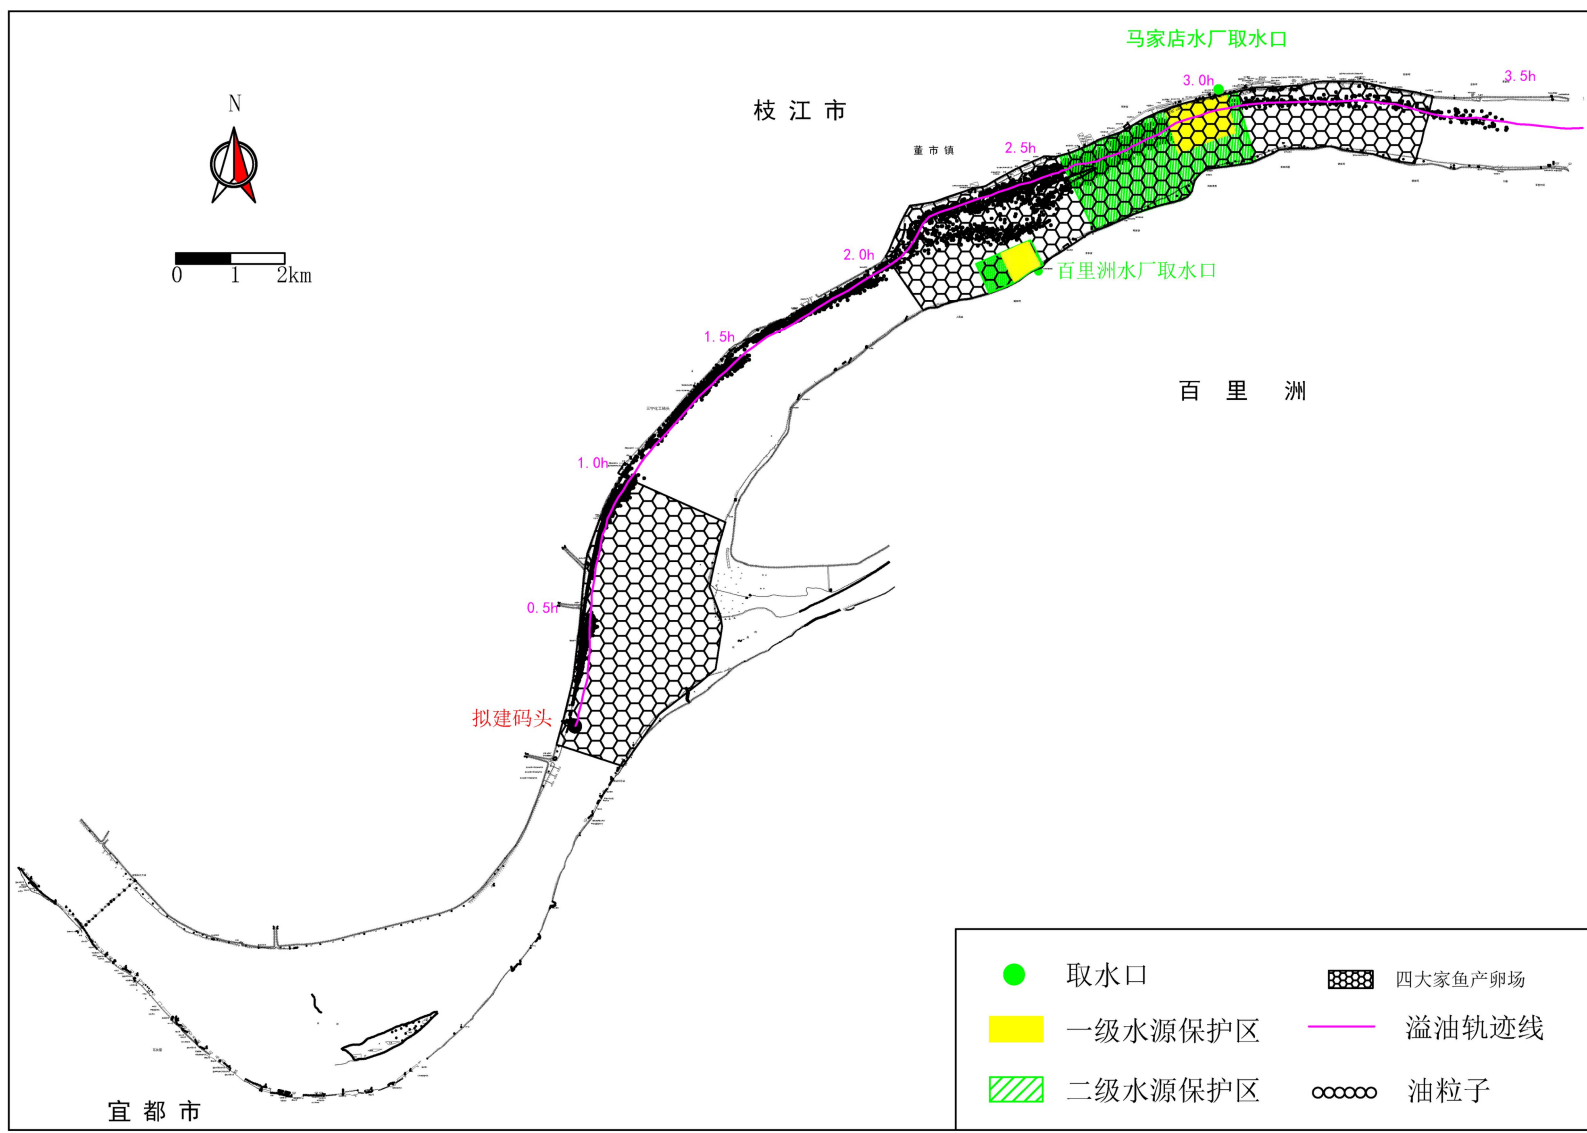 马家店水厂取水口
3.0h
3.5h
枝江市
N
董市镇
2.5h
2.0h
百里洲水厂取水口
0 1 2km
1.5h
百里洲
1.0h
0.5h
拟建码头
取水口
四大家鱼产卵场
一级水源保护区
溢油轨迹线
二级水源保护区
油粒子
宜都市